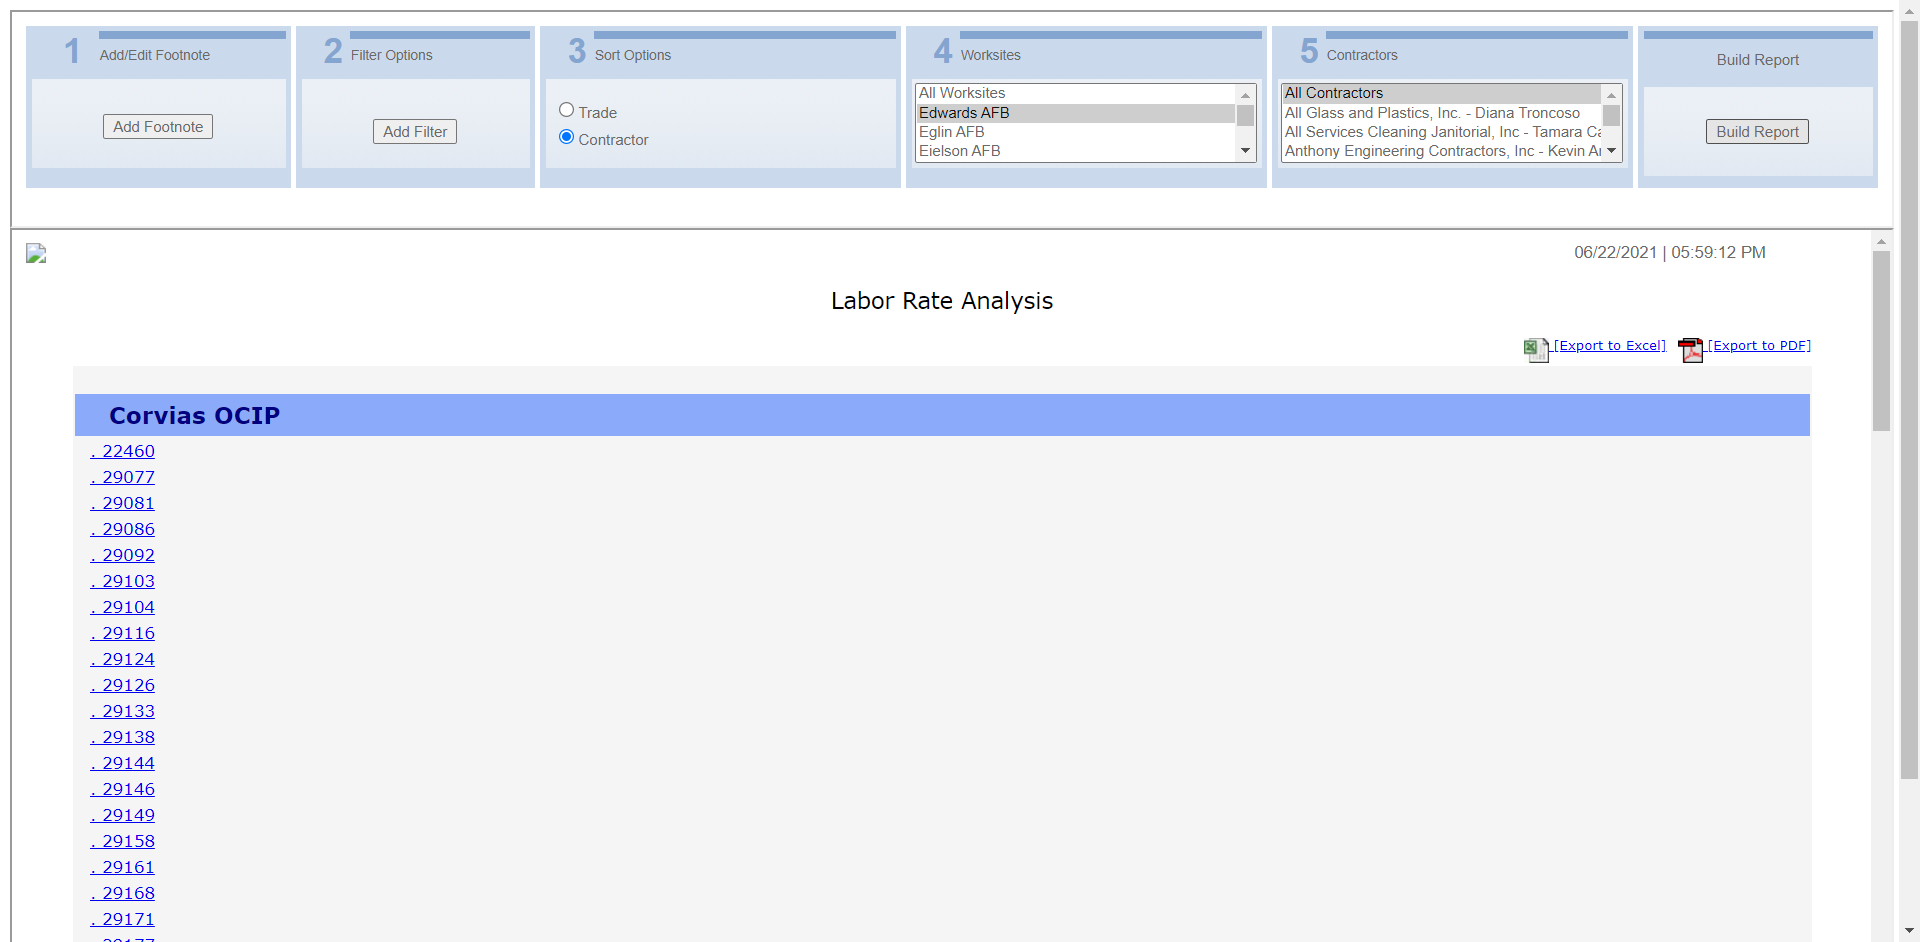 1 Add/Edit Footnote
Add Footnote
2 Filter Options
Add Filter
3 Sort Options
Trade
Contractor
4 Worksites
All Worksites
Edwards AFB
Eglin AFB
Eielson AFB
5 Contractors
All Contractors
All Glass and Plastics, Inc. - Diana Troncoso
All Services Cleaning Janitorial, Inc - Tamara
Anthony Engineering Contractors, Inc - Kevin
Build Report
Build Report
06/22/2021 | 05:59:12 PM
Labor Rate Analysis
[Export to Excel] [Export to PDF]
Corvias OCIP
. 22460
. 29077
. 29081
. 29086
. 29092
. 29103
. 29104
. 29116
. 29124
. 29126
. 29133
. 29138
. 29144
. 29146
. 29149
. 29158
. 29161
. 29168
. 29171